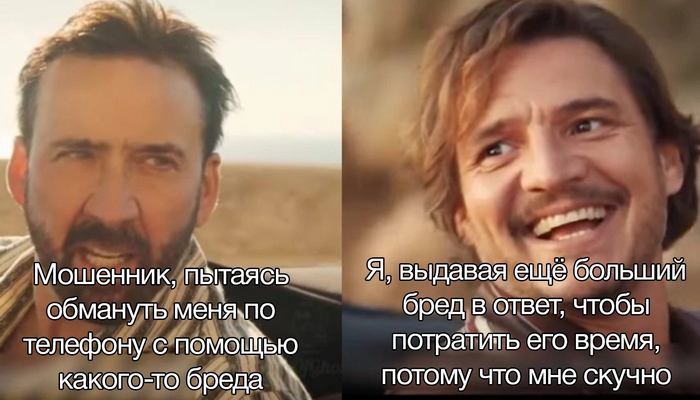 Мошенник, пытаясь
обмануть меня по
телефону с помощью
какого-то бреда
Я, выдавая ещё больший
бред в ответ, чтобы
потратить его время,
потому что мне скучно